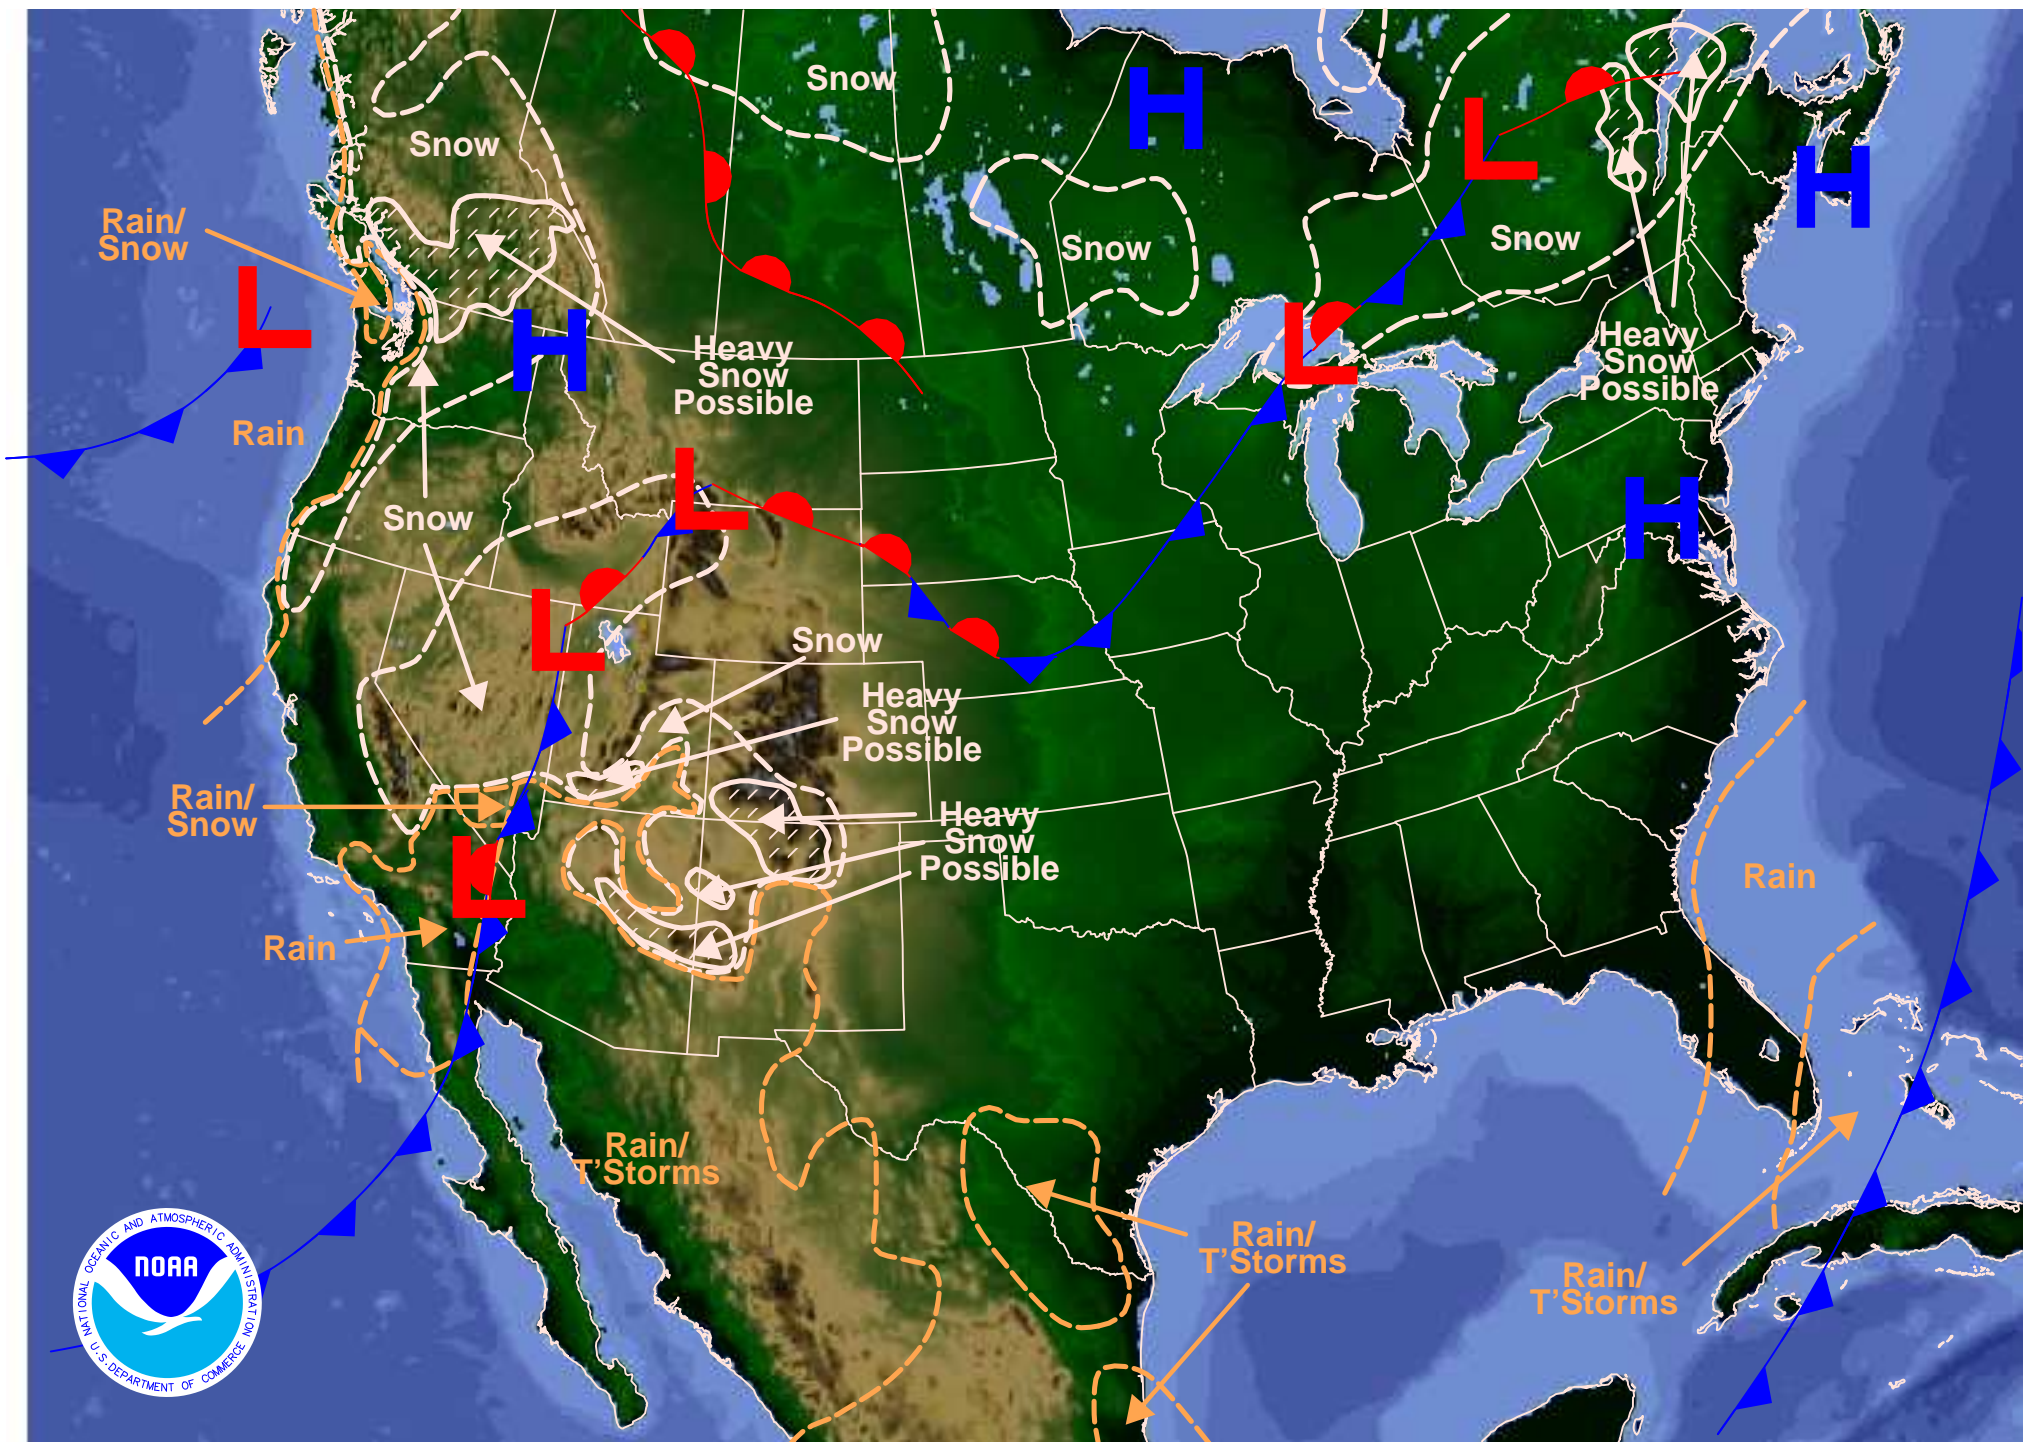 Snow
H
Snow
L
H
Rain/
Snow
Snow
Snow
L
H
Heavy
Snow
Possible
L
Heavy
Snow
Possible
Rain
L
H
Snow
L
Snow
Heavy
Snow
Possible
Rain/
Snow
Heavy
Snow
Possible
L
Rain
Rain
Rain/
T'Storms
Rain/
T'Storms
Rain/
T'Storms
NATIONAL OCEANIC AND ATMOSPHERIC ADMINISTRATION
NOAA
U.S. DEPARTMENT OF COMMERCE